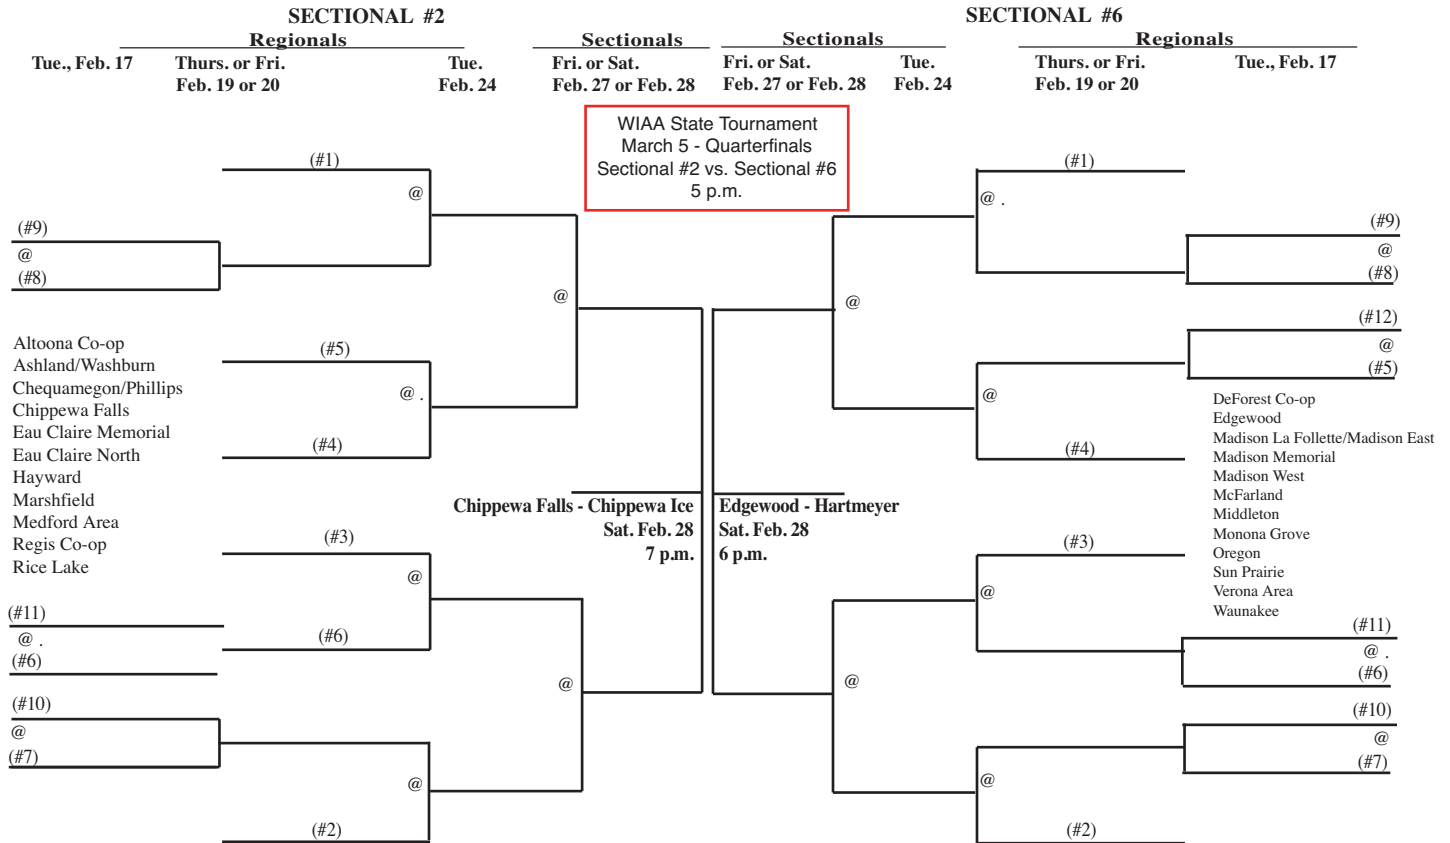 SECTIONAL #2
Regionals
Sectionals
Tue., Feb. 17
Thurs. or Fri.
Feb. 19 or 20
Tue.
Feb. 24
Fri. or Sat.
Feb. 27 or Feb. 28
SECTIONAL #6
Sectionals
Regionals
Fri. or Sat.
Feb. 27 or Feb. 28
Tue.
Feb. 24
Thurs. or Fri.
Feb. 19 or 20
Tue., Feb. 17
WIAA State Tournament
March 5 - Quarterfinals
Sectional #2 vs. Sectional #6
5 p.m.
(#1)
@
(#9)
@
(#8)
@
(#5)
@ .
(#4)
Altoona Co-op
Ashland/Washburn
Chequamegon/Phillips
Chippewa Falls
Eau Claire Memorial
Eau Claire North
Hayward
Marshfield
Medford Area
Regis Co-op
Rice Lake
Chippewa Falls - Chippewa Ice
Sat. Feb. 28
7 p.m.
(#3)
@
(#11)
@ .
(#6)
(#6)
@
(#10)
@
(#7)
@
(#2)
(#1)
@ .
(#9)
@
(#8)
@
(#12)
@
(#5)
@
(#4)
DeForest Co-op
Edgewood
Madison La Follette/Madison East
Madison Memorial
Madison West
McFarland
Middleton
Monona Grove
Oregon
Sun Prairie
Verona Area
Waunakee
Edgewood - Hartmeyer
Sat. Feb. 28
6 p.m.
(#3)
@
(#11)
@ .
(#6)
@
(#10)
@
(#7)
@
(#2)